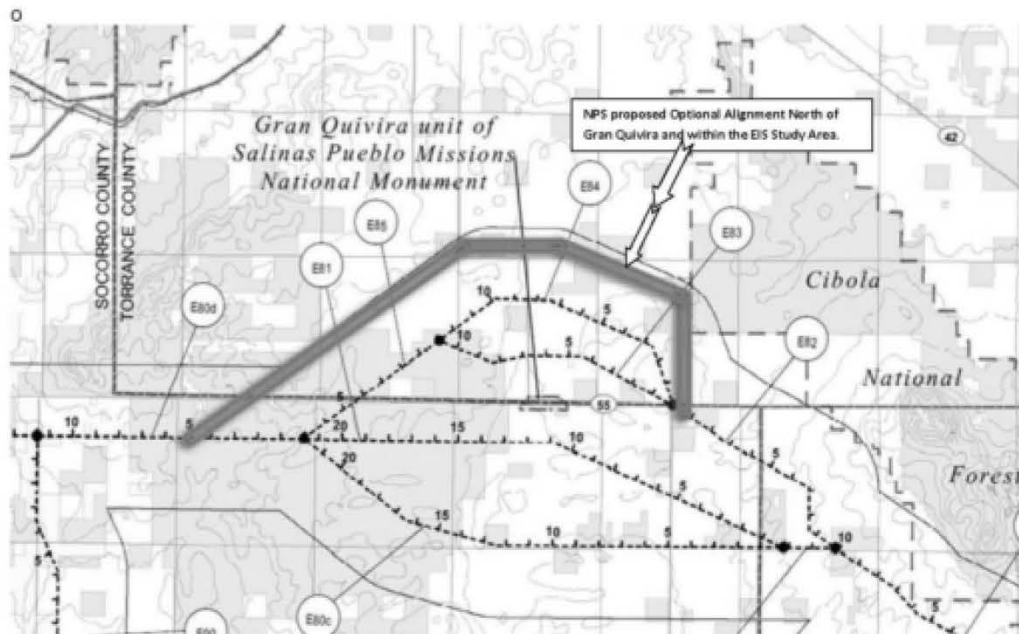 O
NPS proposed Optional Alignment North of
Gran Quivira and within the EIS Study Area.
42
Gran Quivira unit of
Salinas Pueblo Missions
National Monument
E84
SOCORRO COUNTY
TORRANCE COUNTY
E85
E83
E81
Cibola
E80d
10
5
10
5
E82
National
55
10
5
20
15
10
5
5
20
Forest
15
10
5
10
5
5
E80c